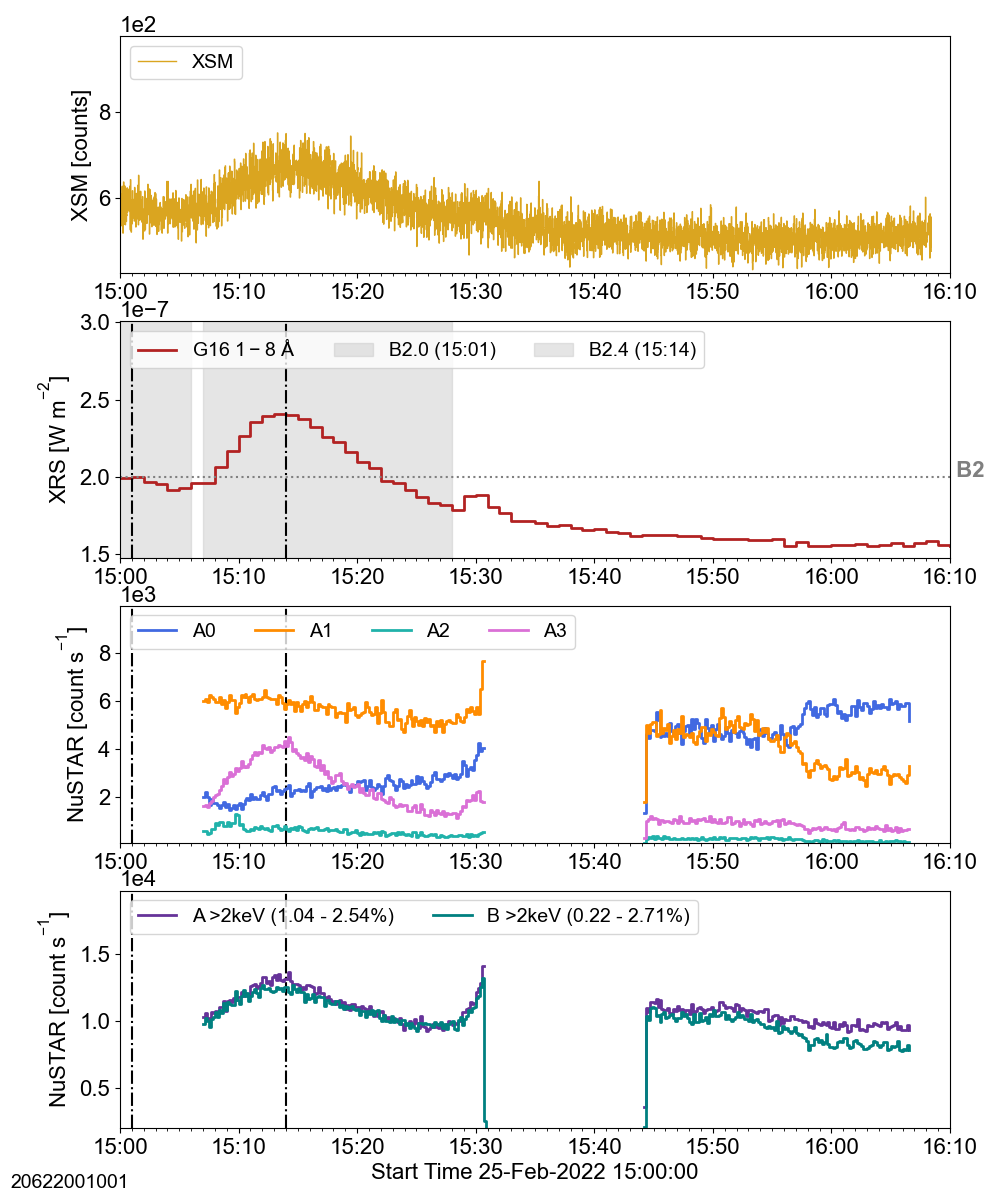 1e2
XSM [counts]
XSM
8
6
15:00 15:10 15:20 15:30 15:40 15:50 16:00 16:10
1e−7
XRS [W m−2]
G16 1 − 8 Å B2.0 (15:01) B2.4 (15:14)
3.0
2.5
2.0
1.5
B2
15:00 15:10 15:20 15:30 15:40 15:50 16:00 16:10
1e3
NuSTAR [count s−1]
A0 A1 A2 A3
8
6
4
2
15:00 15:10 15:20 15:30 15:40 15:50 16:00 16:10
1e4
NuSTAR [count s−1]
A >2keV (1.04 - 2.54%) B >2keV (0.22 - 2.71%)
1.5
1.0
0.5
15:00 15:10 15:20 15:30 15:40 15:50 16:00 16:10
Start Time 25-Feb-2022 15:00:00
20622001001